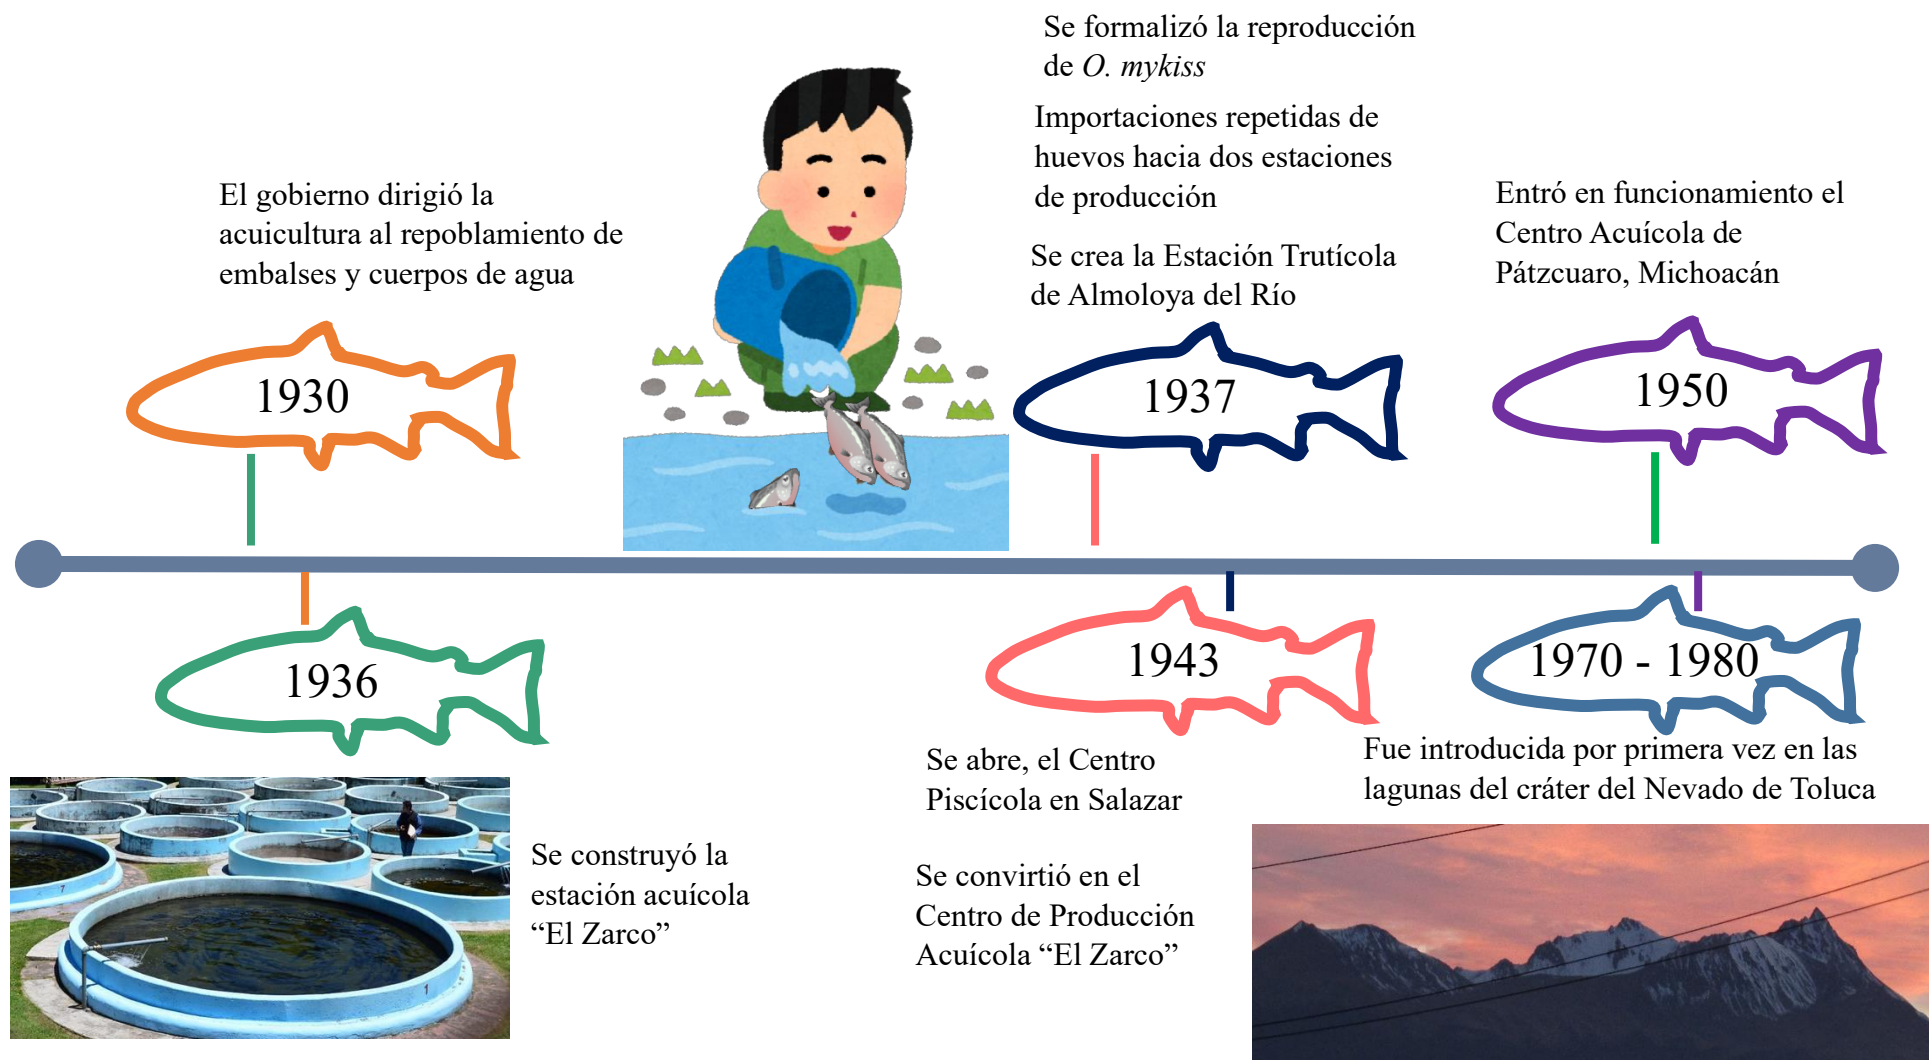 El gobierno dirigió la
acuicultura al repoblamiento de
embalses y cuerpos de agua
1930
Se formalizó la reproducción
de O. mykiss
Importaciones repetidas de
huevos hacia dos estaciones
de producción
Se crea la Estación Trutícola
de Almoloya del Río
1937
Entró en funcionamiento el
Centro Acuícola de
Pátzcuaro, Michoacán
1950
1936
Se construyó la
estación acuícola
“El Zarco”
7
1
1943
Se abre, el Centro
Piscícola en Salazar
Se convirtió en el
Centro de Producción
Acuícola “El Zarco”
1970 - 1980
Fue introducida por primera vez en las
lagunas del cráter del Nevado de Toluca